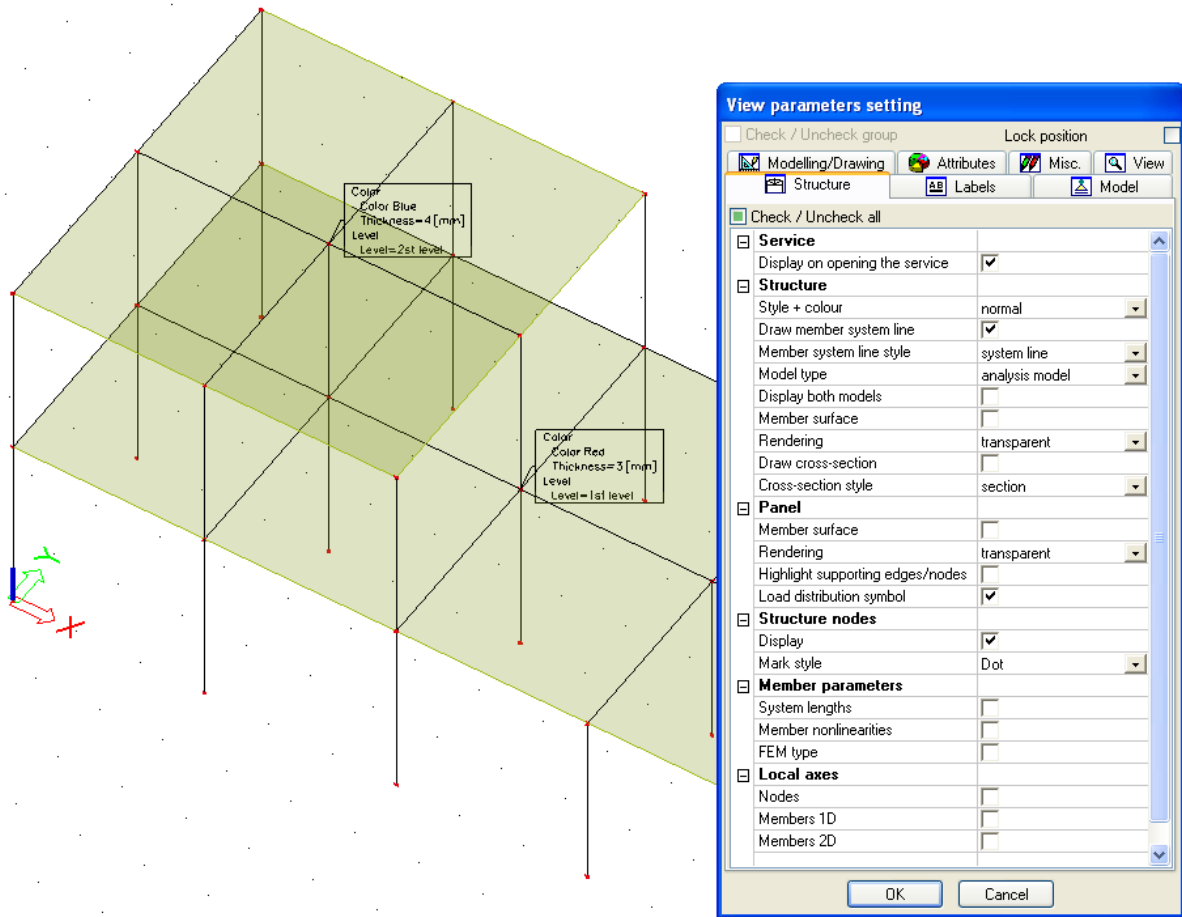 Color
Color Blue
Thickness=4[mm]
Level
Level=2st level
Color
Color Red
Thickness=3[mm]
Level
Level=1st level
Y
X
View parameters setting
Check / Uncheck group Lock position
Modelling/Drawing Attributes Misc. View
Structure Labels Model
Check / Uncheck all
Service
Display on opening the service
Structure
Style + colour normal
Draw member system line
Member system line style system line
Model type analysis model
Display both models
Member surface
Rendering transparent
Draw cross-section
Cross-section style section
Panel
Member surface
Rendering transparent
Highlight supporting edges/nodes
Load distribution symbol
Structure nodes
Display
Mark style Dot
Member parameters
System lengths
Member nonlinearities
FEM type
Local axes
Nodes
Members 1D
Members 2D
OK Cancel